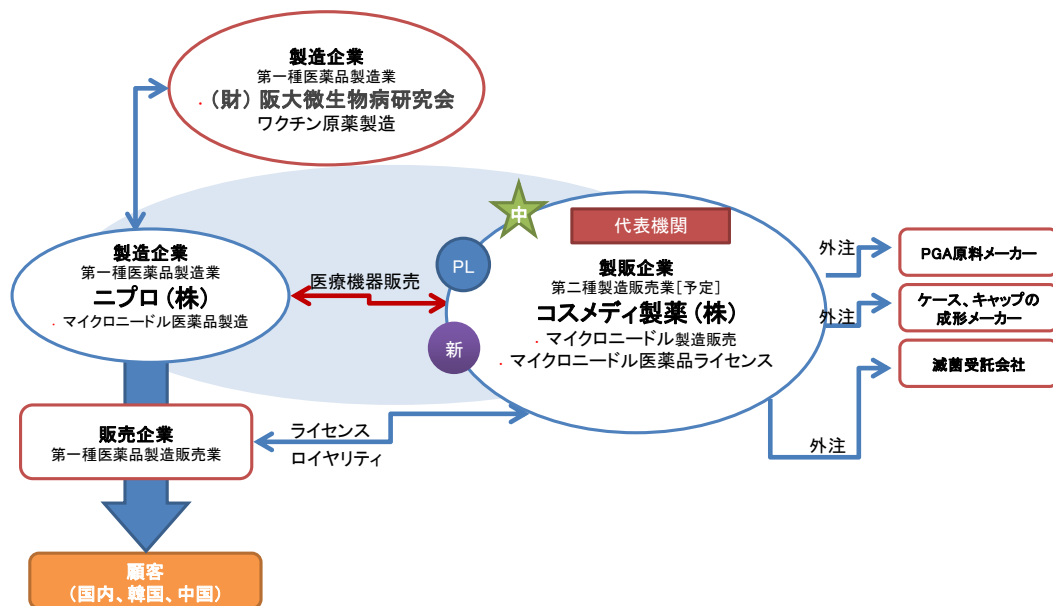 製造企業
第一種医薬品製造業
（財）阪大微生物病研究会
ワクチン原薬製造
中
代表機関
製造企業
第一種医薬品製造業
ニプロ（株）
マイクロニードル医薬品製造
医療機器販売
PL
新
製販企業
第二種製造販売業[予定]
コスメディ製薬（株）
マイクロニードル製造販売
マイクロニードル医薬品ライセンス
外注
PGA原料メーカー
外注
ケース、キャップの
成形メーカー
滅菌受託会社
外注
販売企業
第一種医薬品製造販売業
ライセンス
ロイヤリティ
顧客
（国内、韓国、中国）